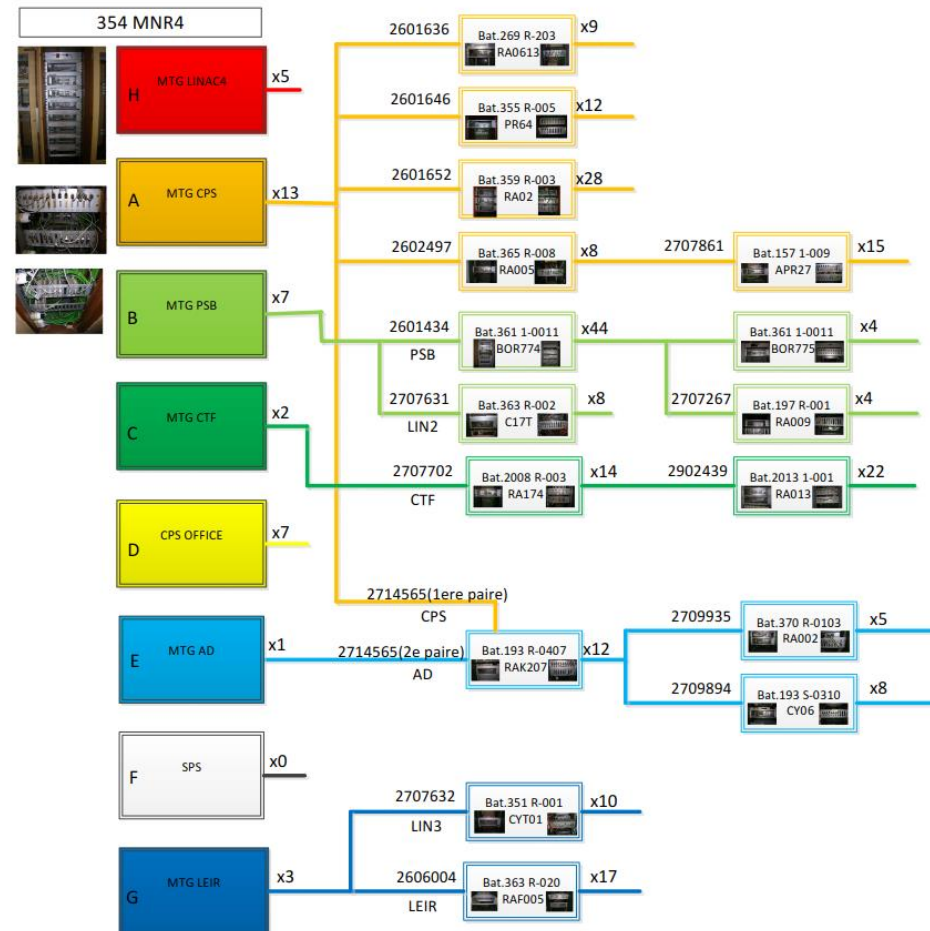 354 MNR4
H
MTG LINAC4
x5
A
MTG CPS
x13
B
MTG PSB
x7
C
MTG CTF
x2
D
CPS OFFICE
x7
E
MTG AD
x1
F
SPS
x0
G
MTG LEIR
x3
2601636
Bat.269 R-203
RA0613
x9
2601646
Bat.355 R-005
PR64
x12
2601652
Bat.359 R-003
RA02
x28
2602497
Bat.365 R-008
RA005
x8
2707861
Bat.157 1-009
APR27
x15
2601434
PSB
Bat.361 1-0011
BOR774
x44
Bat.361 1-0011
BOR775
x4
2707631
LIN2
Bat.363 R-002
C17T
x8
2707267
Bat.197 R-001
RA009
x4
2707702
CTF
Bat.2008 R-003
RA174
x14
2902439
Bat.2013 1-001
RA013
x22
2714565(1ere paire)
CPS
2714565(2e paire)
AD
Bat.193 R-0407
RAK207
x12
2709935
Bat.370 R-0103
RA002
x5
2709894
Bat.193 S-0310
CY06
x8
2707632
LIN3
Bat.351 R-001
CYT01
x10
2606004
LEIR
Bat.363 R-020
RAF005
x17